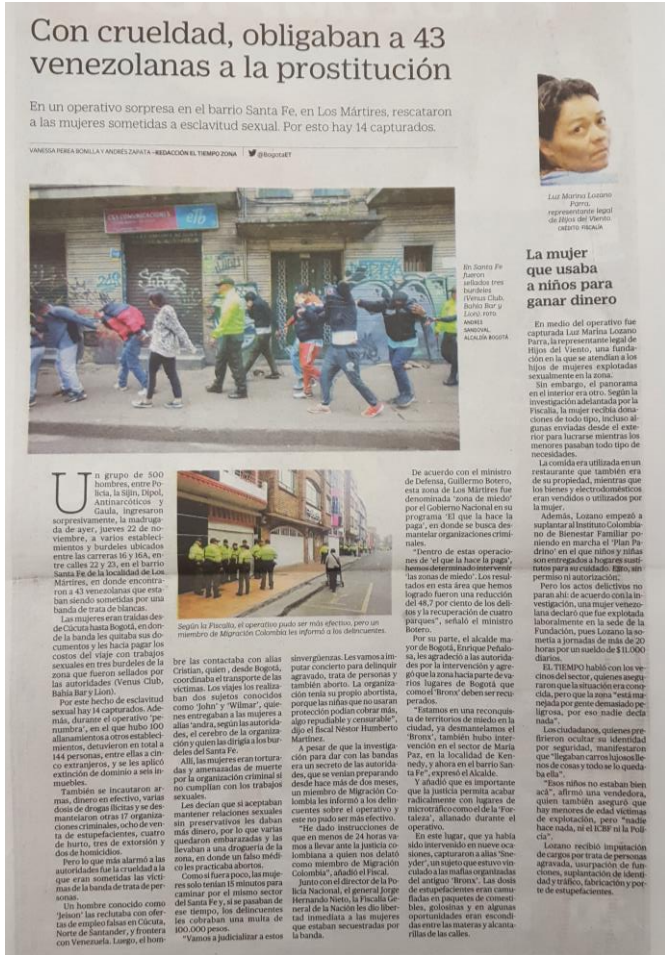 Con crueldad, obligaban a 43
venezolanas a la prostitución
En un operativo sorpresa en el barrio Santa Fe, en Los Mártires, rescataron
a las mujeres sometidas a esclavitud sexual. Por esto hay 14 capturados.
VANESSA PEREA BONILLA Y ANDRÉS ZAPATA -REDACCIÓN EL TIEMPO ZONA @BogotaET
etb
En Santa Fe
fueron
sellados tres
burdeles
(Venus Club,
Bahía Bar y
Lion). FOTO:
ANDRÉS
SANDOVAL,
ALCALDÍA BOGOTÁ
Un grupo de 500
hombres, entre Po-
licía, la Sijín, Dipol,
Antinarcóticos y
Gaula, ingresaron
sorpresivamente, la madruga-
da de ayer, jueves 22 de no-
viembre, a varios estableci-
mientos y burdeles ubicados
entre las carreras 16 y 16A, en-
tre calles 22 y 23, en el barrio
Santa Fe de la localidad de Los
Mártires, en donde encontra-
ron a 43 venezolanas que esta-
ban siendo sometidas por una
banda de trata de blancas.
Las mujeres eran traídas des-
de Cúcuta hasta Bogotá, en don-
de la banda les quitaba sus do-
cumentos y les hacía pagar los
costos del viaje con trabajos
sexuales en tres burdeles de la
zona que fueron sellados por
las autoridades (Venus Club,
Bahía Bar y Lion).
Por este hecho de esclavitud
sexual hay 14 capturados. Ade-
más, durante el operativo 'pe-
numbra', en el que hubo 100
allanamientos a otros estableci-
mientos, detuvieron en total a
144 personas, entre ellas a cin-
co extranjeros, y se les aplicó
extinción de dominio a seis in-
muebles.
También se incautaron ar-
mas, dinero en efectivo, varias
dosis de drogas ilícitas y se des-
mantelaron otras 17 organiza-
ciones criminales, ocho de ven-
ta de estupefacientes, cuatro
de hurto, tres de extorsión y
dos de homicidios.
Pero lo que más alarmó a las
autoridades fue la crueldad a la
que eran sometidas las vícti-
mas de la banda de trata de per-
sonas.
Un hombre conocido como
'Jeison' las reclutaba con ofer-
tas de empleo falsas en Cúcuta,
Norte de Santander, y frontera
con Venezuela. Luego, el hom-
Según la Fiscalía, el operativo pudo ser más efectivo, pero un
miembro de Migración Colombia les informó a los delincuentes.
bre las contactaba con alias
Cristian, quien , desde Bogotá,
coordinaba el transporte de las
víctimas. Los viajes los realiza-
ban dos sujetos conocidos
como 'John' y 'Wilmar', quie-
nes entregaban a las mujeres a
alias 'andra, según las autorida-
des, el cerebro de la organiza-
ción y quien las dirigía a los bur-
deles del Santa Fe.
Allí, las mujeres eran tortura-
das y amenazadas de muerte
por la organización criminal si
no cumplían con los trabajos
sexuales.
Les decían que si aceptaban
mantener relaciones sexuales
sin preservativos les daban
más dinero, por lo que varias
quedaron embarazadas y las
llevaban a una droguería de la
zona, en donde un falso médi-
co les practicaba abortos.
Como si fuera poco, las muje-
res solo tenían 15 minutos para
caminar por el mismo sector
del Santa Fe y, si se pasaban de
ese tiempo, los delincuentes
les cobraban una multa de
100.000 pesos.
"Vamos a judicializar a estos
sinvergüenzas. Les vamos a im-
putar concierto para delinquir
agravado, trata de personas y
también aborto. La organiza-
ción tenía su propio abortista,
porque las niñas que no usaran
protección podían cobrar más,
algo repudiable y censurable",
dijo el fiscal Néstor Humberto
Martínez.
A pesar de que la investiga-
ción para dar con las bandas
era un secreto de las autorida-
des, que se venían preparando
desde hace más de dos meses,
un miembro de Migración Co-
lombia les informó a los delin-
cuentes sobre el operativo y
este no pudo ser más efectivo.
"He dado instrucciones de
que en menos de 24 horas va-
mos a llevar ante la justicia co-
lombiana a quien nos delató
como miembro de Migración
Colombia", añadió el Fiscal.
Junto con el director de la Po-
licía Nacional, el general Jorge
Hernando Nieto, la Fiscalía Ge-
neral de la Nación les dio liber-
tad inmediata a las mujeres
que estaban secuestradas por
la banda.
De acuerdo con el ministro
de Defensa, Guillermo Botero,
esta zona de Los Mártires fue
denominada 'zona de miedo'
por el Gobierno Nacional en su
programa 'El que la hace la
paga', en donde se busca des-
mantelar organizaciones crimi-
nales.
"Dentro de estas operacio-
nes de 'el que la hace la paga',
hemos determinado intervenir
'las zonas de miedo'. Los resul-
tados en esta área que hemos
logrado fueron una reducción
del 48,7 por ciento de los deli-
tos y la recuperación de cuatro
parques", señaló el ministro
Botero.
Por su parte, el alcalde ma-
yor de Bogotá, Enrique Peñalo-
sa, les agradeció a las autorida-
des por la intervención y agre-
gó que la zona hacía parte de va-
rios lugares de Bogotá que
como el 'Bronx' deben ser recu-
perados.
"Estamos en una reconquis-
ta de territorios de miedo en la
ciudad, ya desmantelamos el
'Bronx', también hubo inter-
vención en el sector de María
Paz, en la localidad de Ken-
nedy, y ahora en el barrio San-
ta Fe", expresó el Alcalde.
Y añadió que es importante
que la justicia permita acabar
radicalmente con lugares de
microtráfico como el de la 'For-
taleza', allanado durante el
operativo.
En este lugar, que ya había
sido intervenido en nueve oca-
siones, capturaron a alias 'Sne-
yder', un sujeto que estuvo vin-
culado a las mafias organizadas
del antiguo 'Bronx'. Las dosis
de estupefacientes eran camu-
fladas en paquetes de comesti-
bles, golosinas y en algunas
oportunidades eran escondi-
das entre las materas y alcanta-
rillas de las calles.
Luz Marina Lozano
Parra,
representante legal
de Hijos del Viento.
CRÉDITO: FISCALÍA
La mujer
que usaba
a niños para
ganar dinero
En medio del operativo fue
capturada Luz Marina Lozano
Parra, la representante legal de
Hijos del Viento, una funda-
ción en la que se atendían a los
hijos de mujeres explotadas
sexualmente en la zona.
Sin embargo, el panorama
en el interior era otro. Según la
investigación adelantada por la
Fiscalía, la mujer recibía dona-
ciones de todo tipo, incluso al-
gunas enviadas desde el exte-
rior para lucrarse mientras los
menores pasaban todo tipo de
necesidades.
La comida era utilizada en un
restaurante que también era
de su propiedad, mientras que
los bienes y electrodomésticos
eran vendidos o utilizados por
la mujer.
Además, Lozano empezó a
suplantar al Instituto Colombia-
no de Bienestar Familiar po-
niendo en marcha el 'Plan Pa-
drino' en el que niños y niñas
son entregados a hogares susti-
tutos para su cuidado. Esto, sin
permiso ni autorización.
Pero los actos delictivos no
paran ahí: de acuerdo con la in-
vestigación, una mujer venezo-
lana declaró que fue explotada
laboralmente en la sede de la
Fundación, pues Lozano la so-
metía a jornadas de más de 20
horas por un sueldo de $11.000
diarios.
EL TIEMPO habló con los ve-
cinos del sector, quienes asegu-
raron que la situación era co-
nocida, pero que la zona "está ma-
nejada por gente demasiado pe-
ligrosa, por eso nadie decía
nada".
Los ciudadanos, quienes pre-
firieron ocultar su identidad
por seguridad, manifestaron
que "llegaban carros lujosos lle-
nos de cosas y todo se lo queda-
ba ella".
"Esos niños no estaban bien
acá", afirmó una vendedora,
quien también aseguró que
hay menores de edad víctimas
de explotación, pero "nadie
hace nada, ni el ICBF ni la Poli-
cía".
Lozano recibió imputación
de cargos por trata de personas
agravada, usurpación de fun-
ciones, suplantación de identi-
dad y tráfico, fabricación y por-
te de estupefacientes.